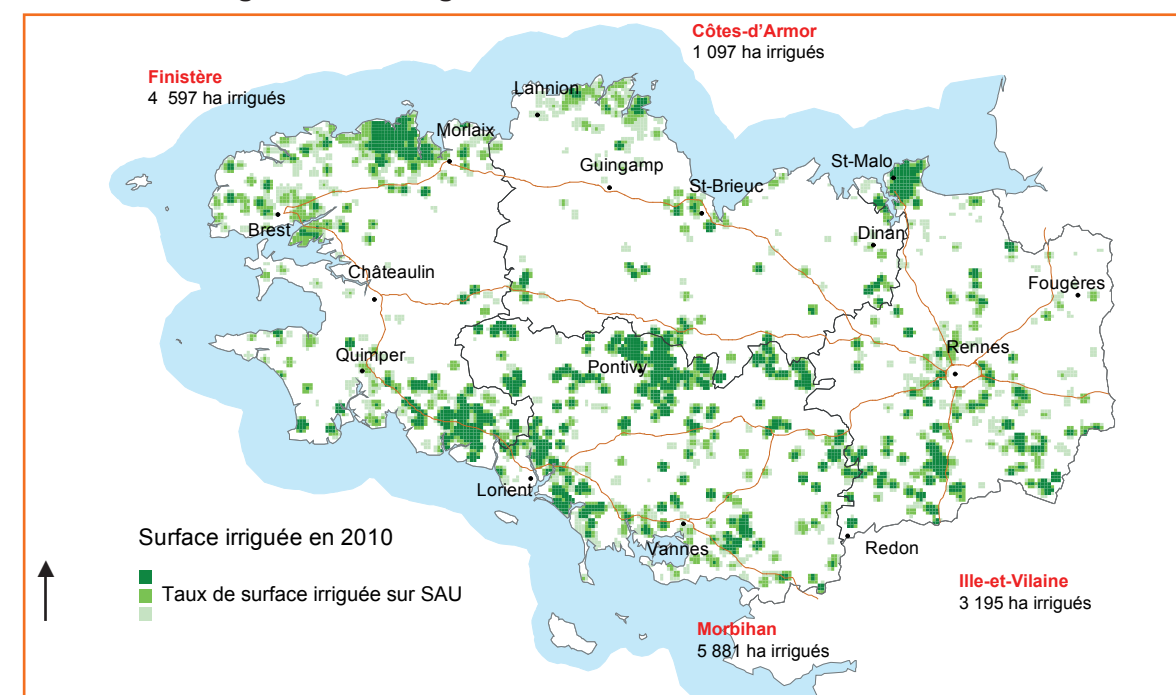 Côtes-d'Armor
1 097 ha irrigués
Finistère
4 597 ha irrigués
Lannion
Morlaix
St-Malo
Guingamp
St-Brieuc
Brest
Dinan
Châteaulin
Fougères
Quimper
Rennes
Pontivy
Lorient
Surface irriguée en 2010
Vannes
Redon
Taux de surface irriguée sur SAU
Ille-et-Vilaine
3 195 ha irrigués
Morbihan
5 881 ha irrigués